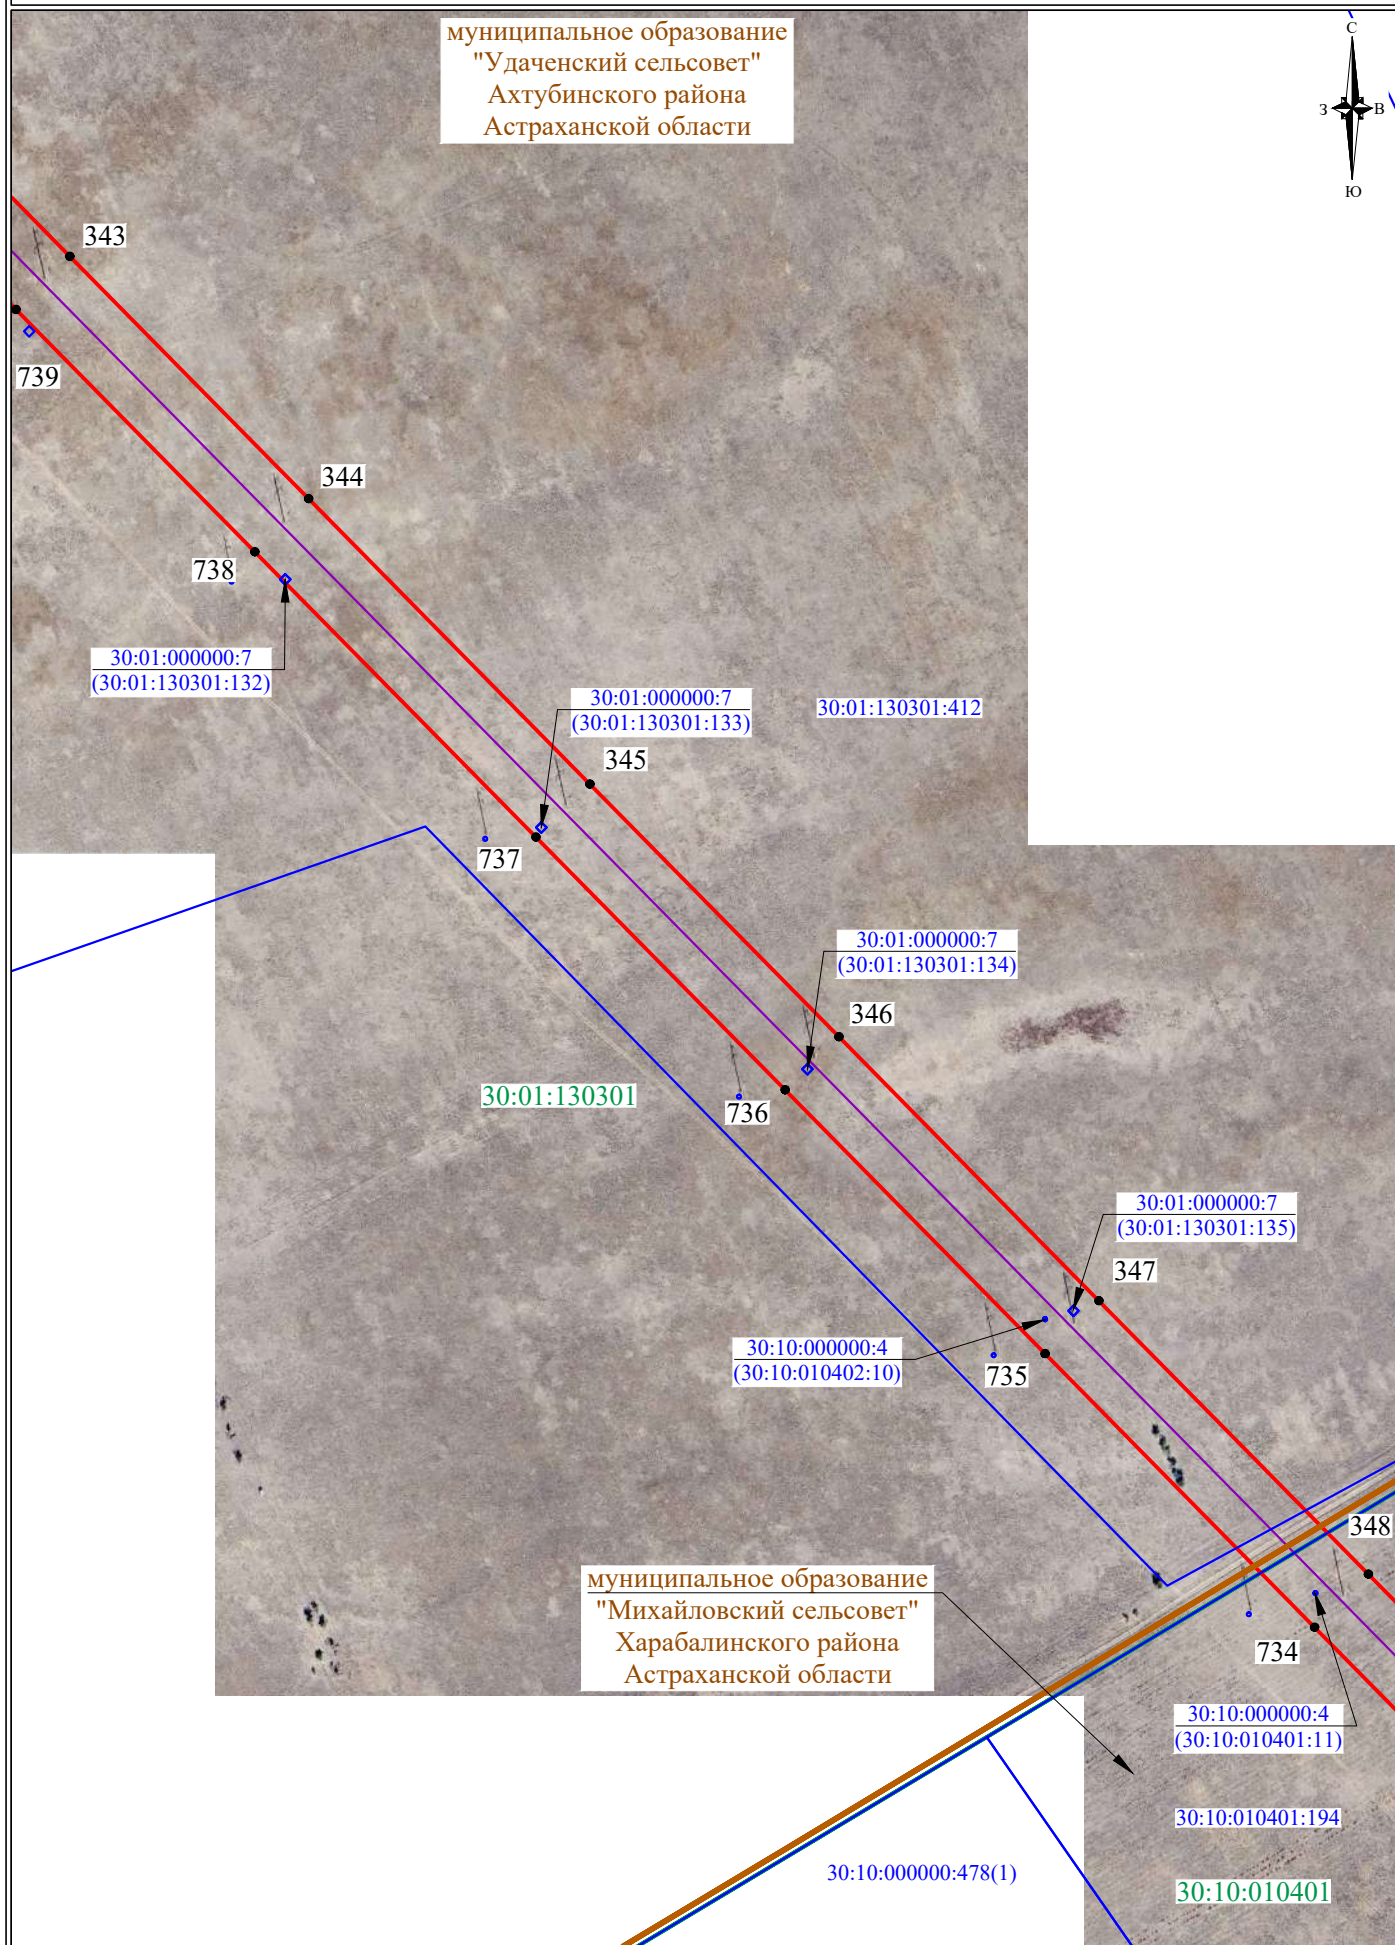 муниципальное образование
"Удаченский сельсовет"
Ахтубинского района
Астраханской области
С
З
В
Ю
343
739
344
738
30:01:000000:7
(30:01:130301:132)
30:01:000000:7
(30:01:130301:133)
30:01:130301:412
345
737
30:01:000000:7
(30:01:130301:134)
346
30:01:130301
736
30:01:000000:7
(30:01:130301:135)
347
30:10:000000:4
(30:10:010402:10)
735
348
муниципальное образование
"Михайловский сельсовет"
Харабалинского района
Астраханской области
734
30:10:000000:4
(30:10:010401:11)
30:10:010401:194
30:10:000000:478(1)
30:10:010401